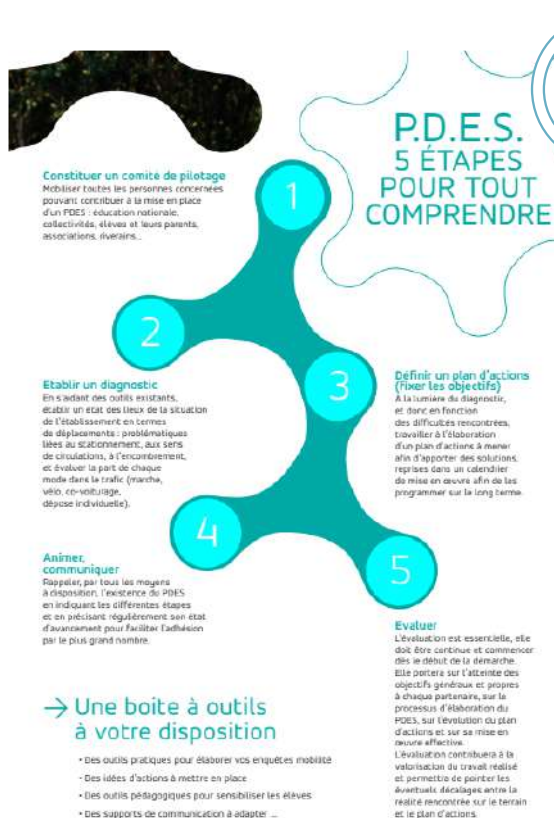 P.D.E.S.
5 ÉTAPES
POUR TOUT
COMPRENDRE
1
Constituer un comité de pilotage
Mobiliser toutes les personnes concernées
pouvant contribuer à la mise en place
d'un PDES : éducation nationale,
collectivités, élèves et leurs parents,
associations, riverains...
2
Etablir un diagnostic
En s'aidant des outils existants,
établir un état des lieux de la situation
de l'établissement en termes
de déplacements : problématiques
liées au stationnement, aux sens
de circulations, à l'encombrement,
et évaluer la part de chaque
mode dans le trafic (marche,
vélo, co-voiturage,
dépose individuelle).
3
Définir un plan d'actions
(fixer les objectifs)
A la lumière du diagnostic,
et donc en fonction
des difficultés rencontrées,
travailler à l'élaboration
d'un plan d'actions à mener
afin d'apporter des solutions,
reprises dans un calendrier
de mise en œuvre afin de les
programmer sur le long terme.
4
Animer,
communiquer
Rappeler, par tous les moyens
à disposition, l'existence du PDES
en indiquant les différentes étapes
et en précisant régulièrement son état
d'avancement pour faciliter l'adhésion
par le plus grand nombre.
5
Evaluer
L'évaluation est essentielle, elle
doit être continue et commencer
dès le début de la démarche.
Elle portera sur l'atteinte des
objectifs généraux et propres
à chaque partenaire, sur le
processus d'élaboration du
PDES, sur l'évolution du plan
d'actions et sur sa mise en
œuvre effective.
L'évaluation contribuera à la
valorisation du travail réalisé
et permettra de pointer les
éventuels décalages entre la
réalité rencontrée sur le terrain
et le plan d'actions.
→ Une boite à outils
à votre disposition
• Des outils pratiques pour élaborer vos enquêtes mobilité
- Des idées d'actions à mettre en place
• Des outils pédagogiques pour sensibiliser les élèves
• Des supports de communication à adapter ...